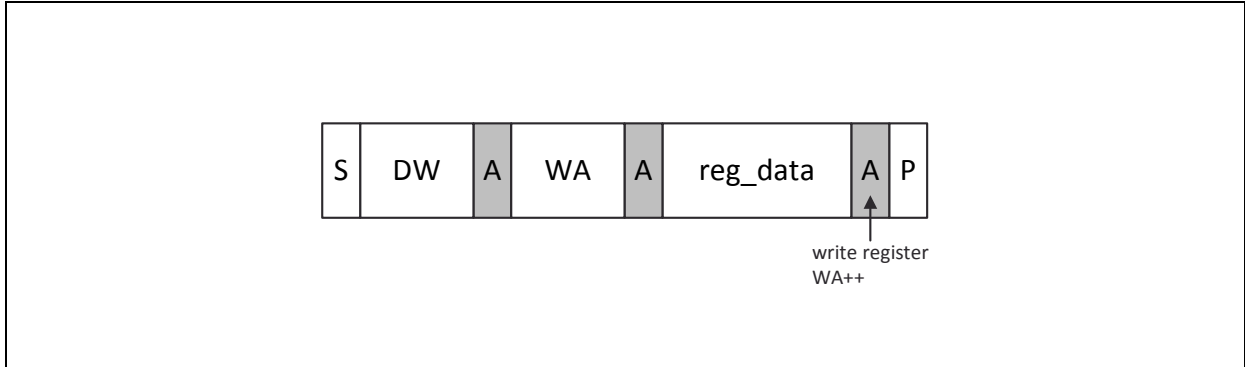 S DW A WA A reg_data A P
write register
WA++